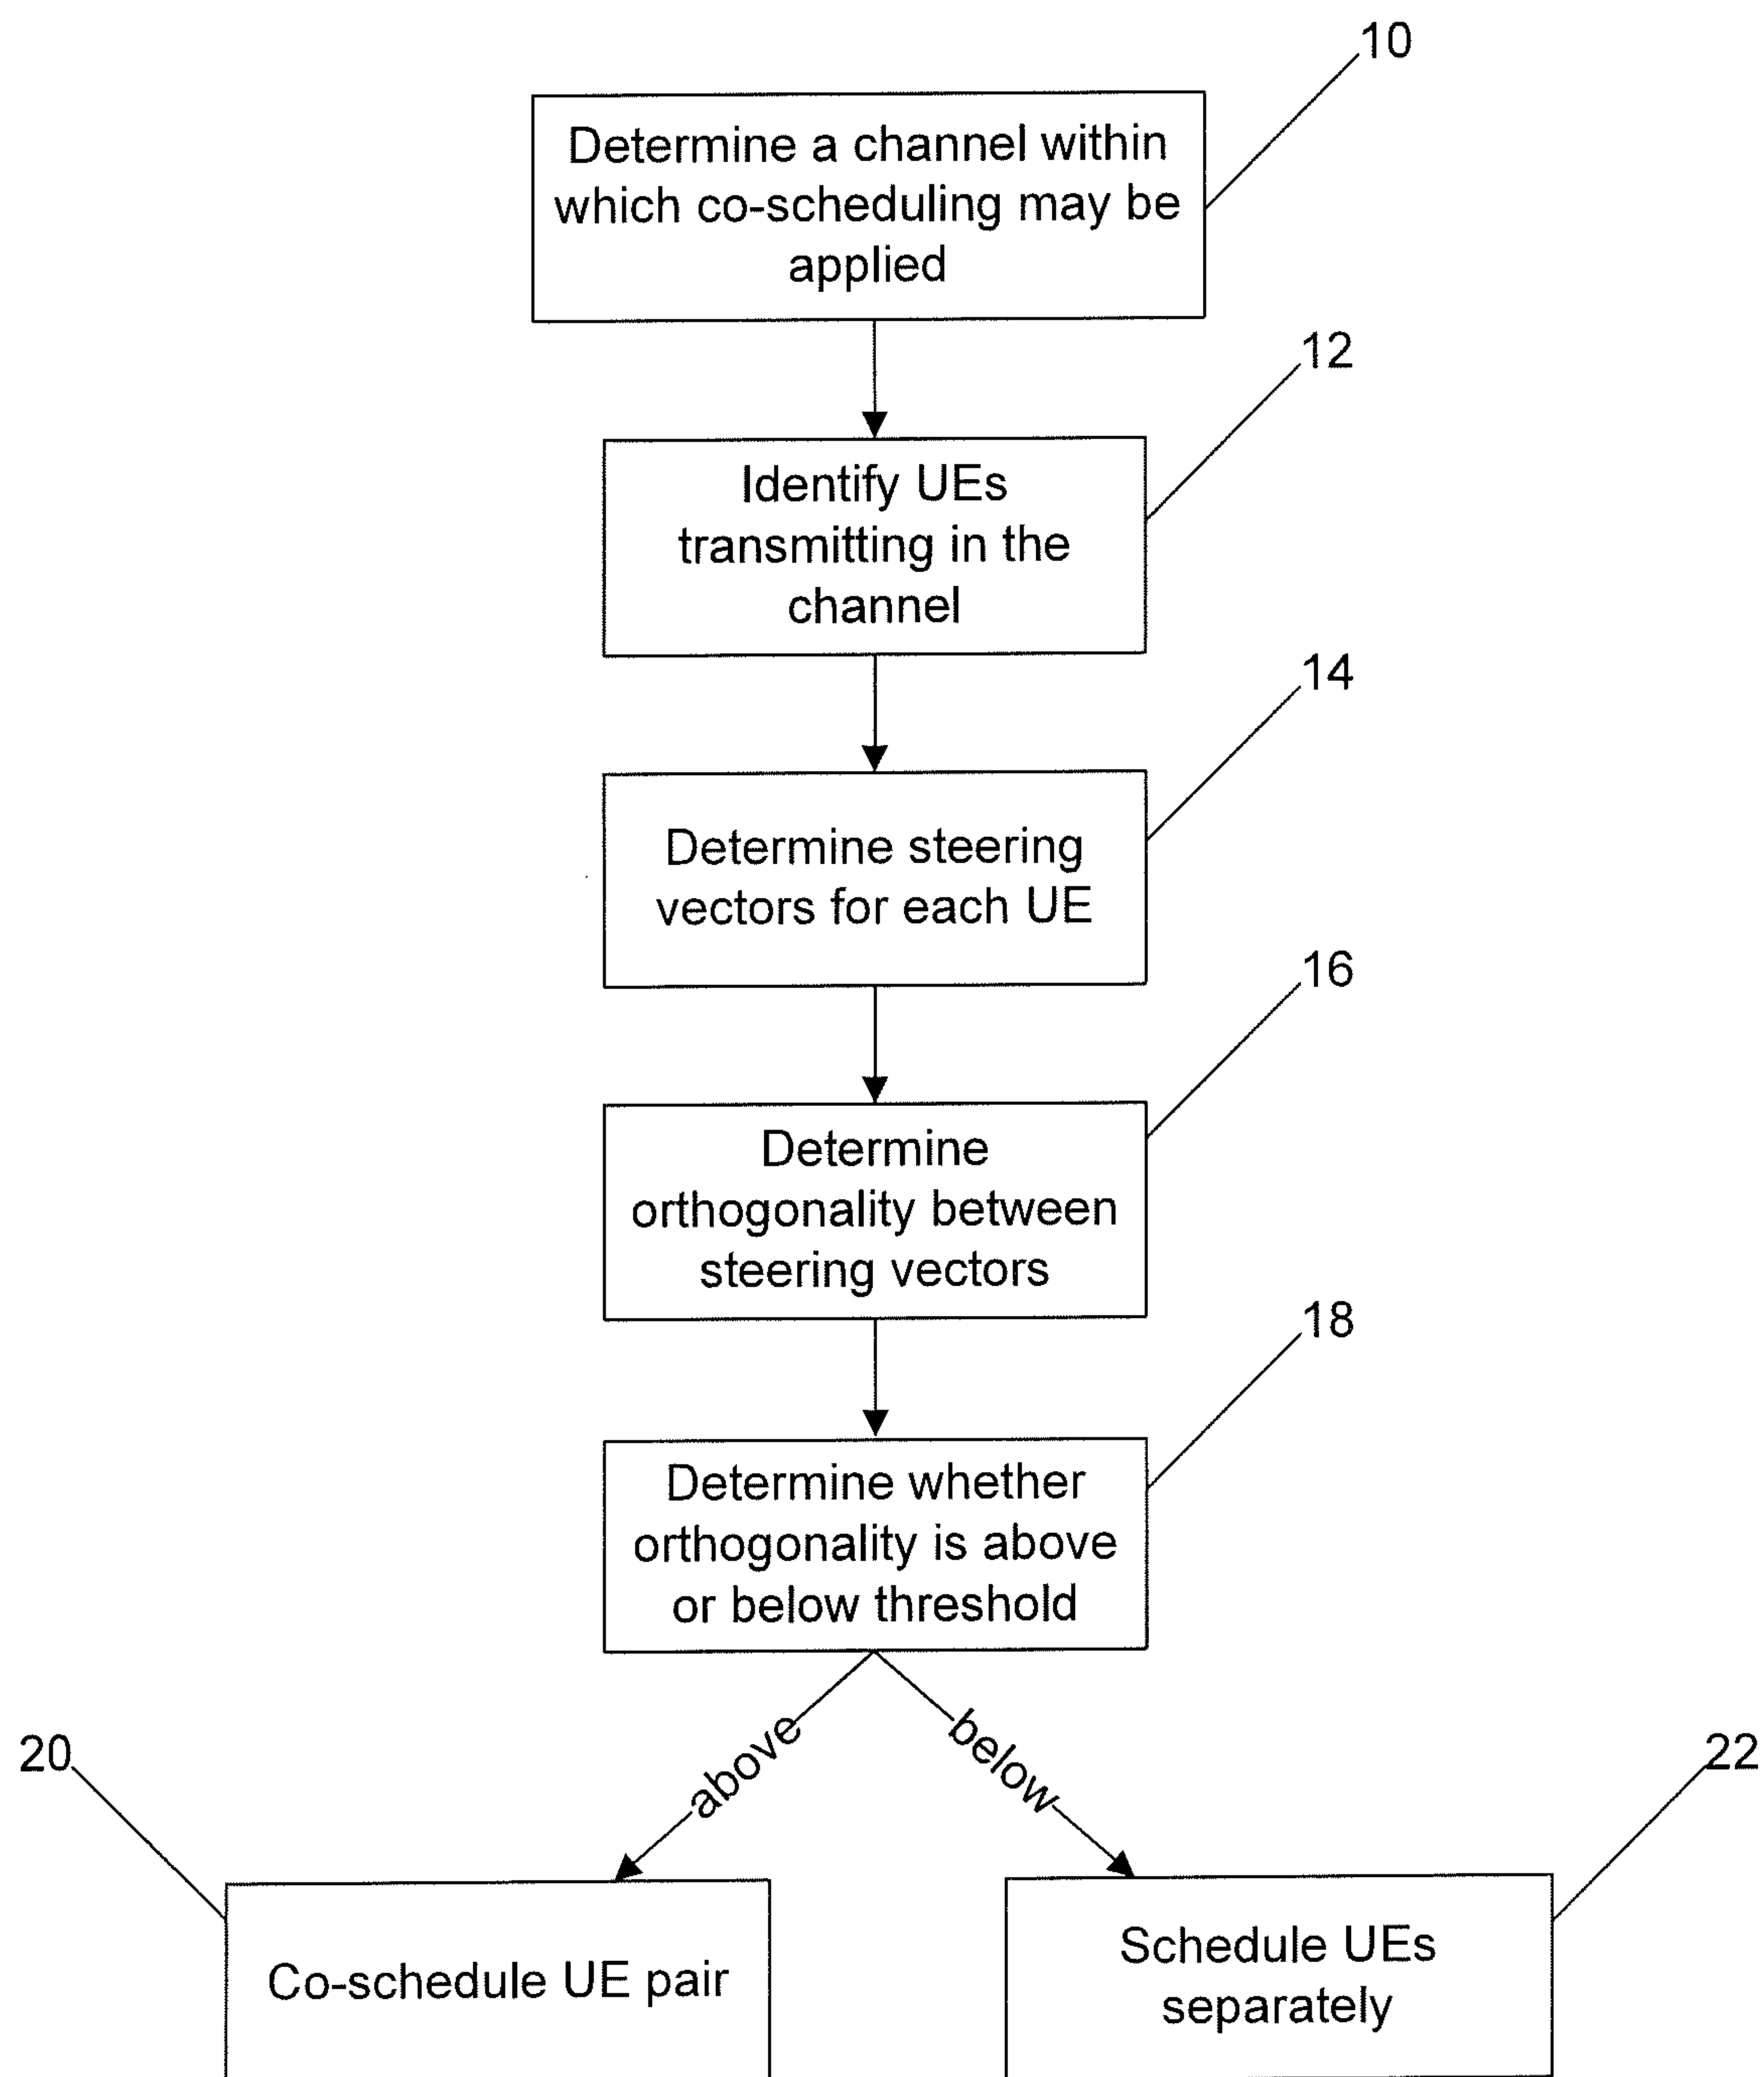 10
Determine a channel within
which co-scheduling may be
applied
12
Identify UEs
transmitting in the
channel
14
Determine steering
vectors for each UE
16
Determine
orthogonality between
steering vectors
18
Determine whether
orthogonality is above
or below threshold
above
below
20
22
Co-schedule UE pair
Schedule UEs
separately